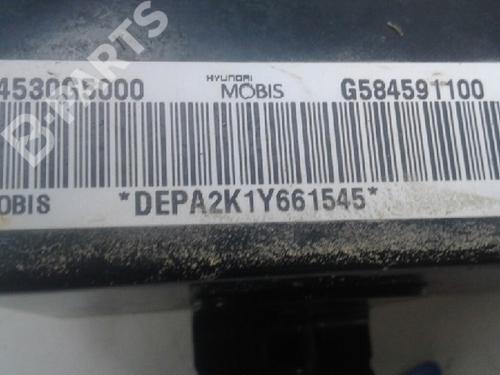 B-PARTS
4530G5000
HYUNDAI
MOBIS
G584591100
OBIS
*DEPA2K1Y661545*